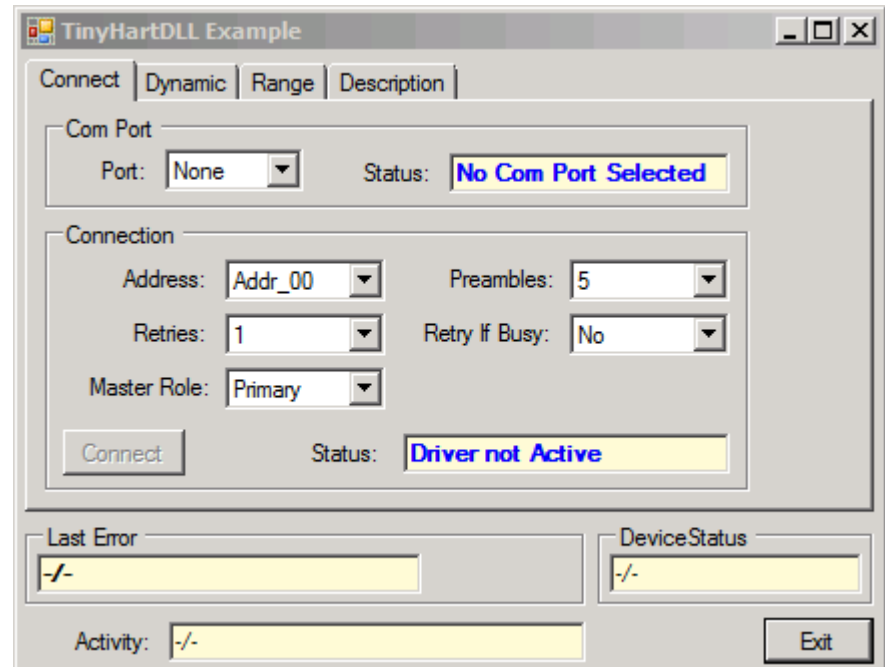 TinyHartDLL Example
Connect Dynamic Range Description
Com Port
Port: None Status: No Com Port Selected
Connection
Address: Addr_00 Preambles: 5
Retries: 1 Retry If Busy: No
Master Role: Primary
Connect Status: Driver not Active
Last Error DeviceStatus
-/- -/-
Activity: -/- Exit